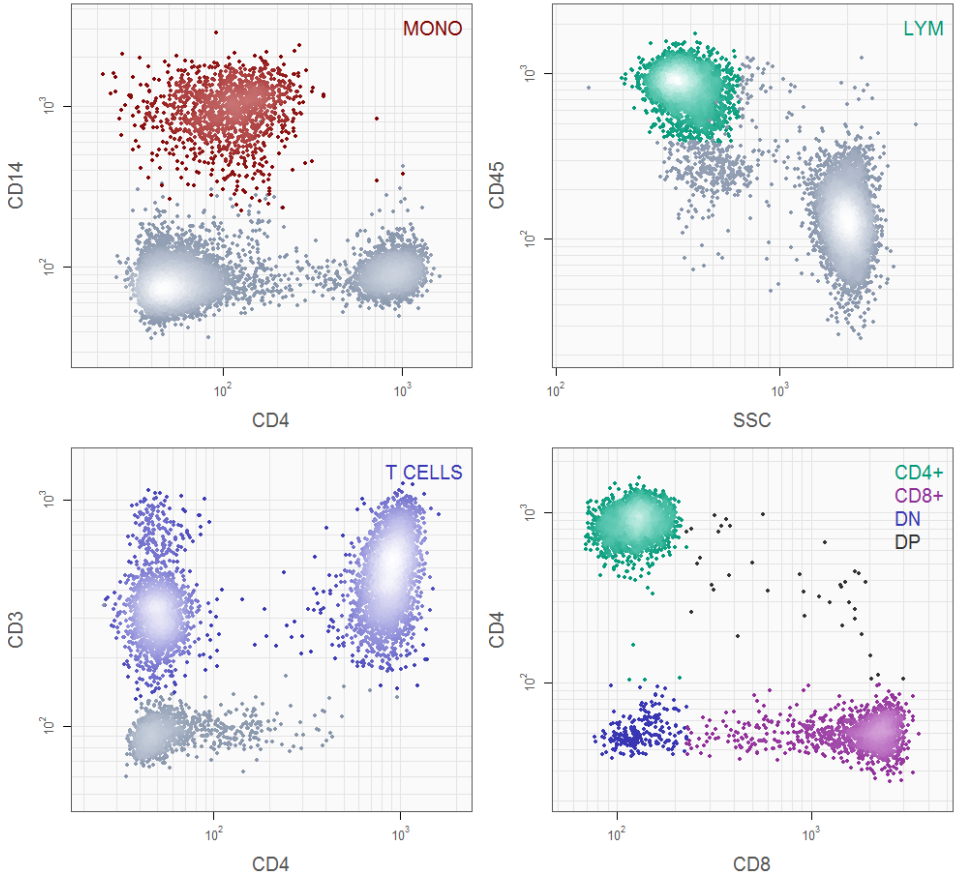 MONO
CD14
10³
10²
10² 10³
CD4
LYM
CD45
10³
10²
10² 10³
SSC
T CELLS
CD3
10³
10²
10² 10³
CD4
CD4+
CD8+
DN
DP
CD4
10³
10²
10² 10³
CD8